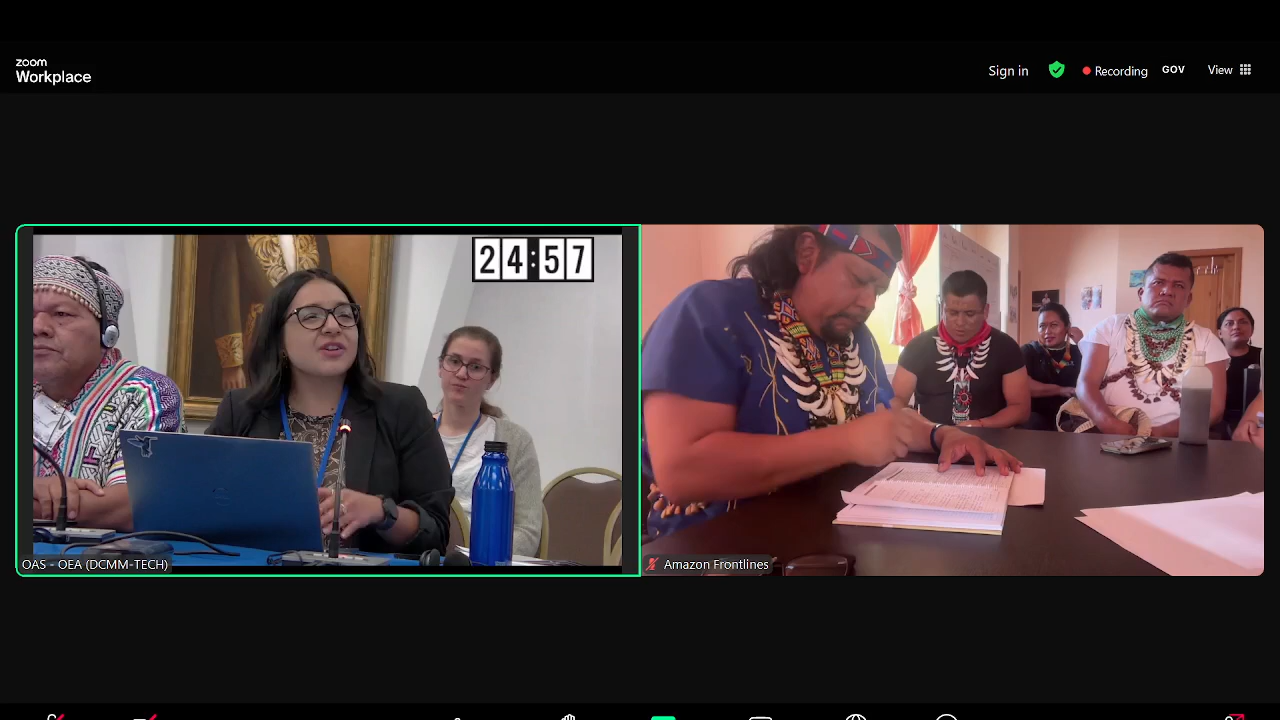 zoom
Workplace
Sign in
Recording
GOV
View
24:57
OAS - OEA (DCMM-TECH)
Amazon Frontlines